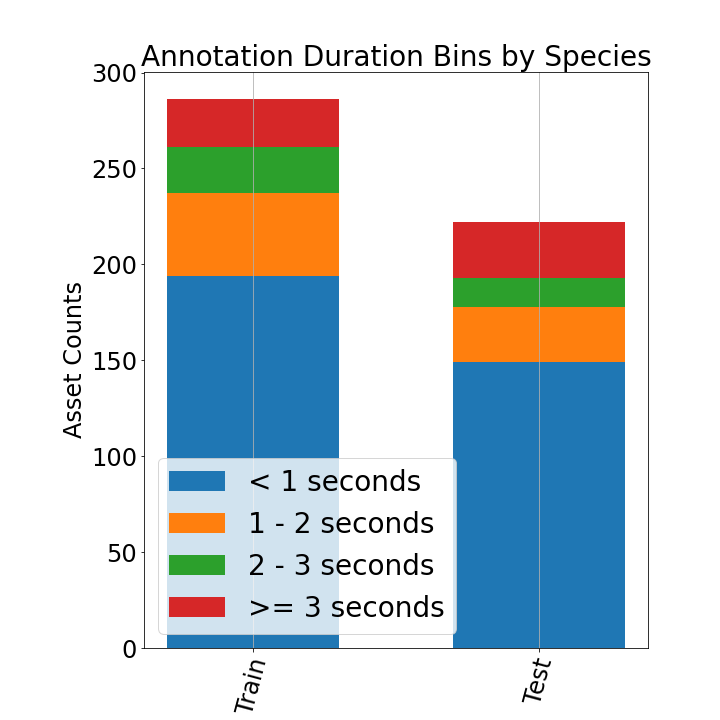 Annotation Duration Bins by Species
300
250
200
150
100
50
0
Asset Counts
< 1 seconds
1 - 2 seconds
2 - 3 seconds
>= 3 seconds
Train
Test